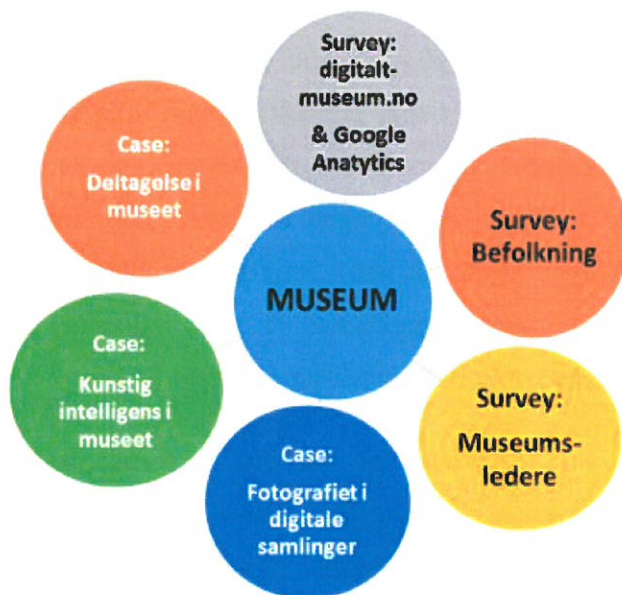 Survey:
digitalt-
museum.no
& Google
Anatytics
Case:
Deltagolse i
museet
Survey:
Befolkning
MUSEUM
Case:
Kunstig
intelligens i
museet
Survey:
Museums-
ledere
Case:
Fotografiet i
digitale
samlinger